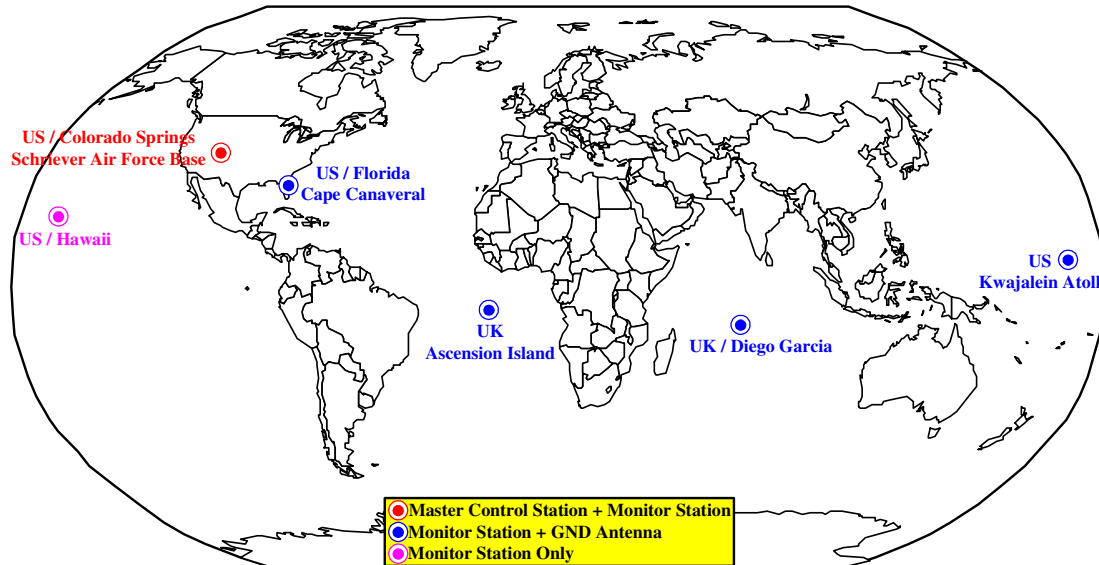 US / Colorado Springs
Schriever Air Force Base
US / Florida
Cape Canaveral
US / Hawaii
US
Kwajalein Atoll
UK
Ascension Island
UK / Diego Garcia
Master Control Station + Monitor Station
Monitor Station + GND Antenna
Monitor Station Only